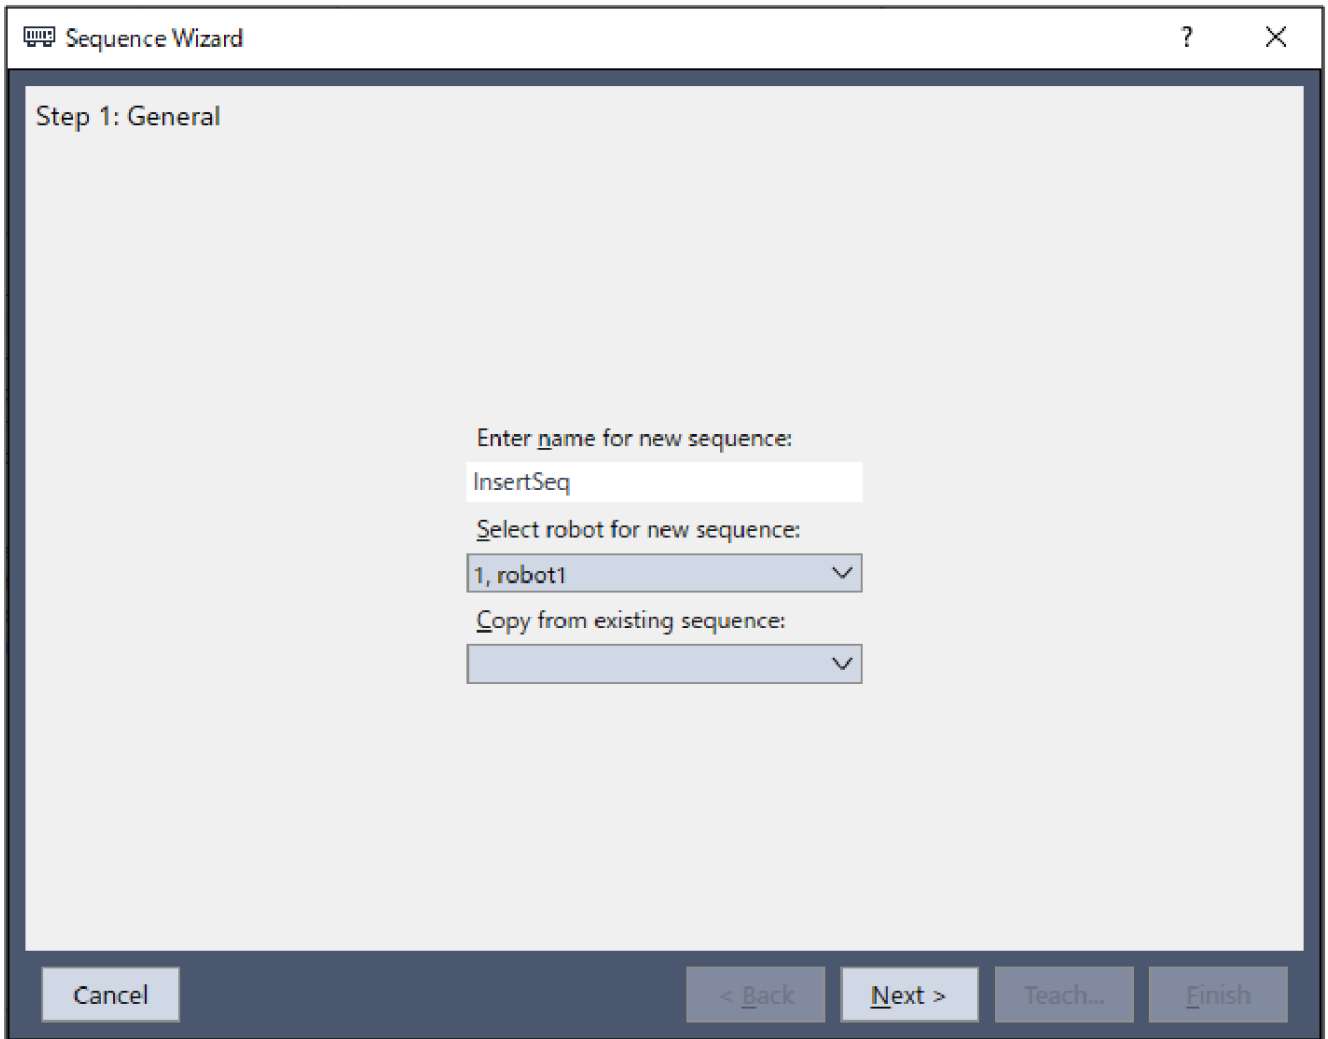 Sequence Wizard ?
Step 1: General
Enter name for new sequence:
InsertSeq
Select robot for new sequence:
1, robot1
Copy from existing sequence:
Cancel < Back Next > Teach... Finish